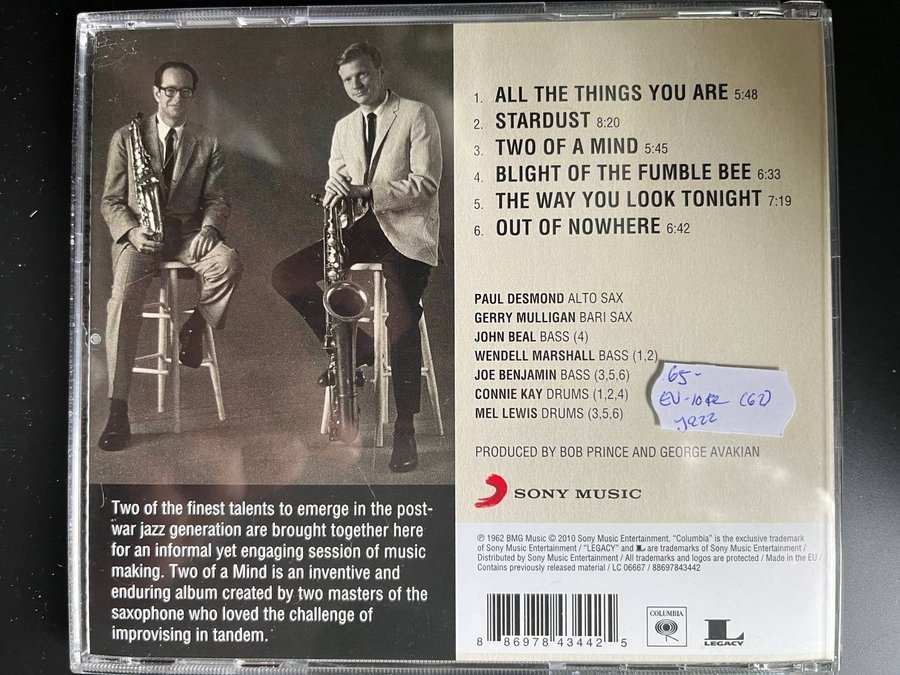 1. ALL THE THINGS YOU ARE 5:48
2. STARDUST 8:20
3. TWO OF A MIND 5:45
4. BLIGHT OF THE FUMBLE BEE 6:33
5. THE WAY YOU LOOK TONIGHT 7:19
6. OUT OF NOWHERE 6:42
PAUL DESMOND ALTO SAX
GERRY MULLIGAN BARI SAX
JOHN BEAL BASS (4)
WENDELL MARSHALL BASS (1,2)
JOE BENJAMIN BASS (3,5,6)
CONNIE KAY DRUMS (1,2,4)
MEL LEWIS DRUMS (3,5,6)
65-
EU- (62)
JAZZ
PRODUCED BY BOB PRINCE AND GEORGE AVAKIAN
SONY MUSIC
Two of the finest talents to emerge in the post-
war jazz generation are brought together here
for an informal yet engaging session of music
making. Two of a Mind is an inventive and
enduring album created by two masters of the
saxophone who loved the challenge of
improvising in tandem.
℗ 1962 BMG Music © 2010 Sony Music Entertainment. "Columbia" is the exclusive trademark
of Sony Music Entertainment / "LEGACY" and L are trademarks of Sony Music Entertainment /
Distributed by Sony Music Entertainment / All trademarks and logos are protected / Made in the EU /
Contains previously released material / LC 06667 / 88697843442
8 86978 43442 5
COLUMBIA
L
LEGACY